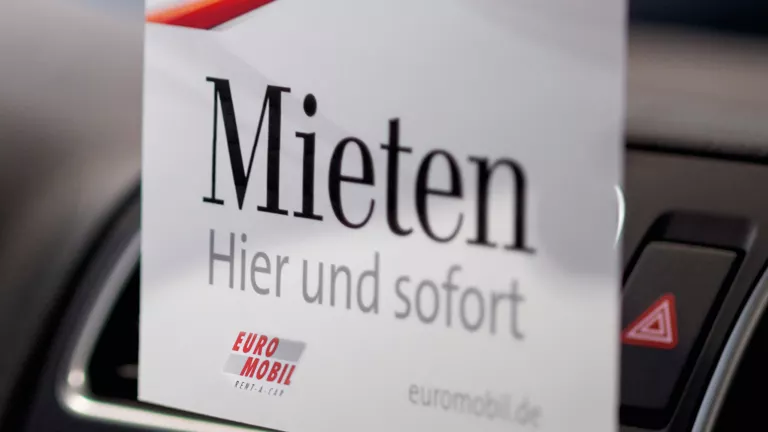 Mieten
Hier und sofort
EURO
MOBIL
RENT-A-CAR
euromobil.de